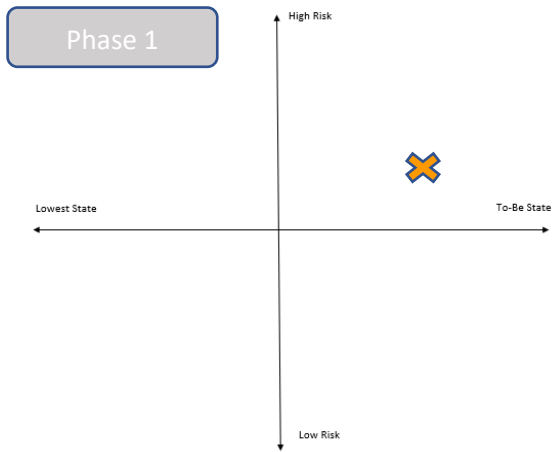 Phase 1
High Risk
Lowest State
To-Be State
Low Risk